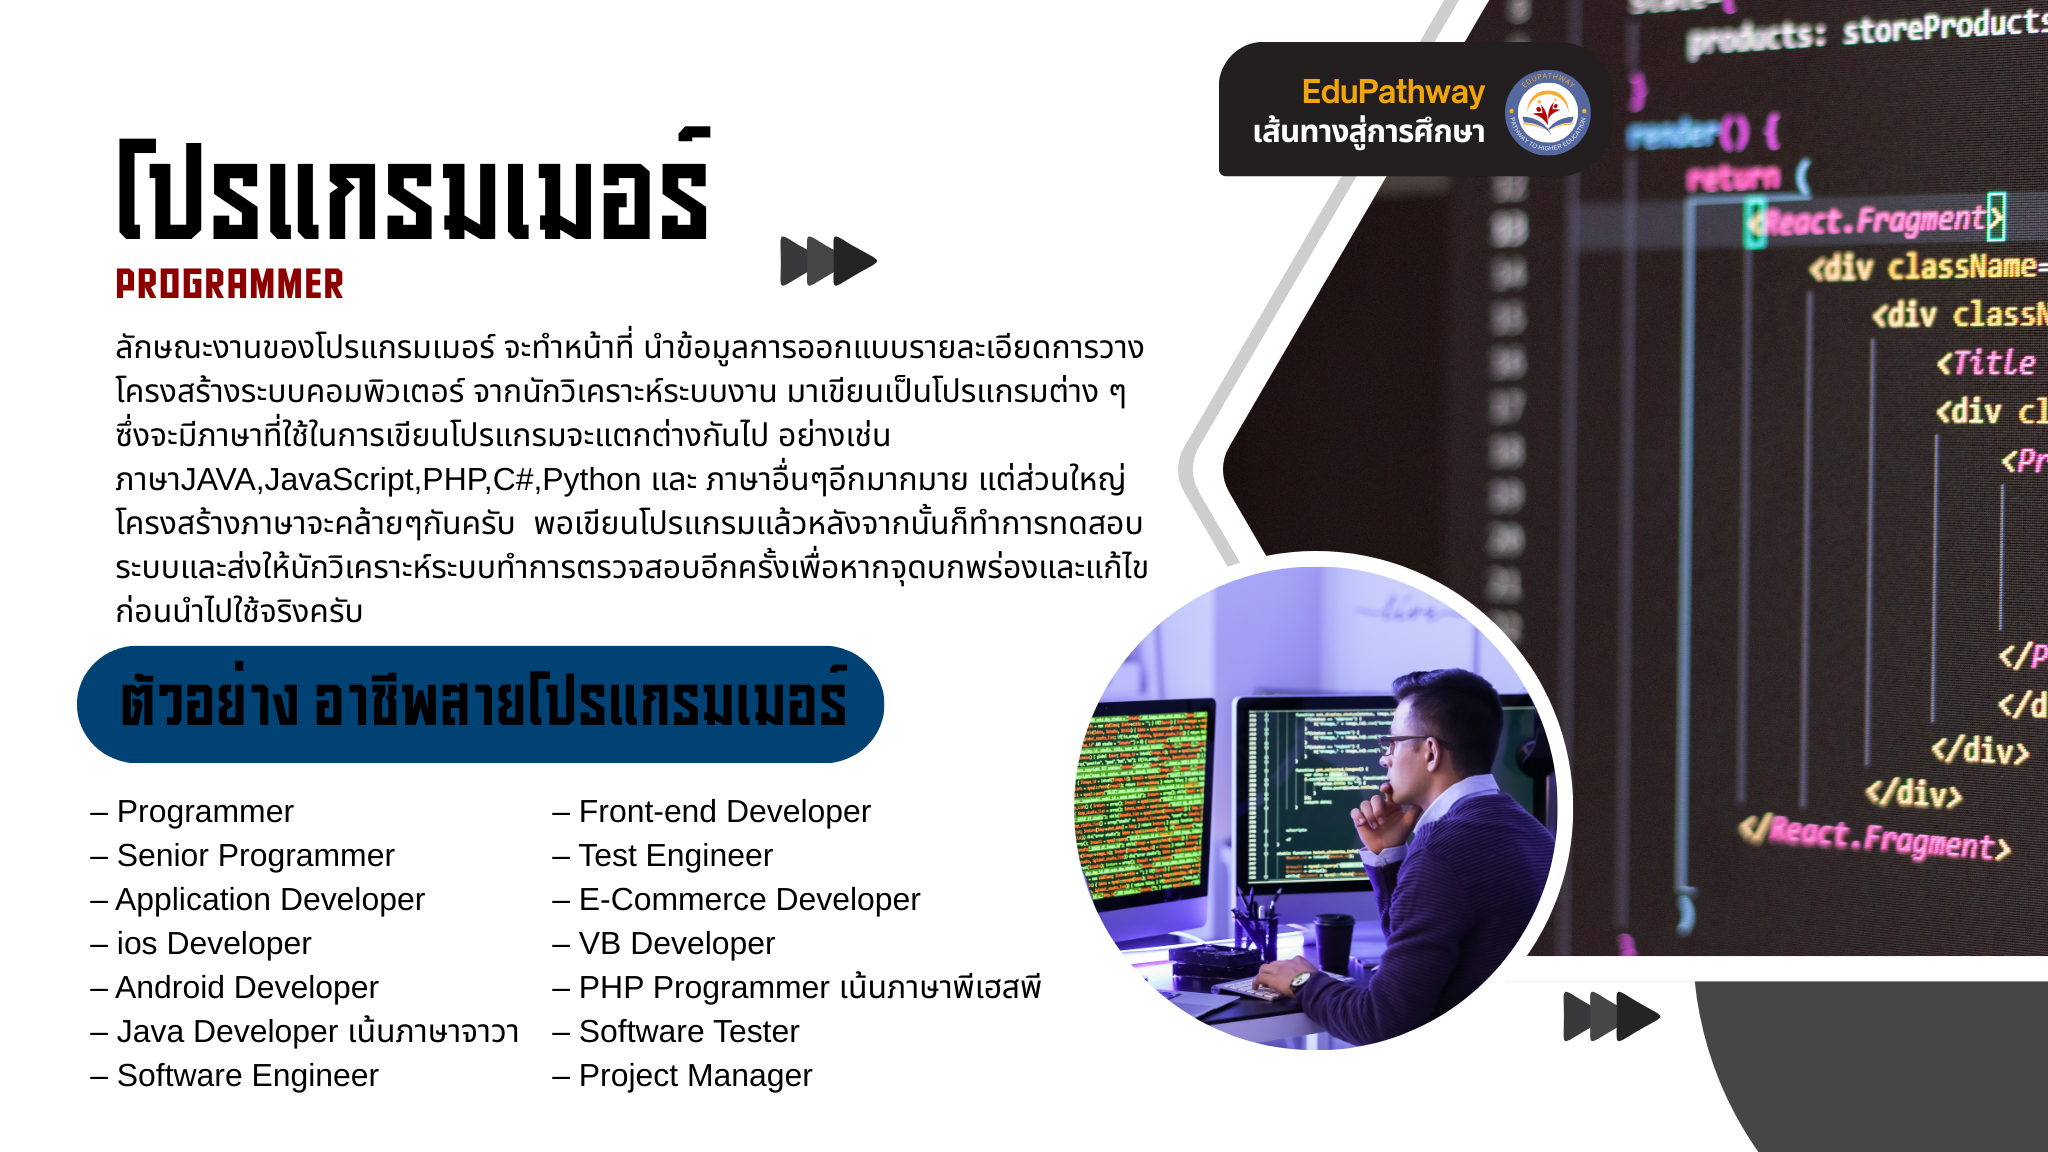 EduPathway
เส้นทางสู่การศึกษา
EDUPATHWAY
PATHWAY TO HIGHER EDUCATION
โปรแกรมเมอร์
PROGRAMMER
ลักษณะงานของโปรแกรมเมอร์ จะทำหน้าที่ นำข้อมูลการออกแบบรายละเอียดการวาง
โครงสร้างระบบคอมพิวเตอร์ จากนักวิเคราะห์ระบบงาน มาเขียนเป็นโปรแกรมต่าง ๆ
ซึ่งจะมีภาษาที่ใช้ในการเขียนโปรแกรมจะแตกต่างกันไป อย่างเช่น
ภาษาJAVA,JavaScript,PHP,C#,Python และ ภาษาอื่นๆอีกมากมาย แต่ส่วนใหญ่
โครงสร้างภาษาจะคล้ายๆกันครับ  พอเขียนโปรแกรมแล้วหลังจากนั้นก็ทำการทดสอบ
ระบบและส่งให้นักวิเคราะห์ระบบทำการตรวจสอบอีกครั้งเพื่อหากจุดบกพร่องและแก้ไข
ก่อนนำไปใช้จริงครับ
ตัวอย่าง อาชีพสายโปรแกรมเมอร์
– Programmer
– Senior Programmer
– Application Developer
– ios Developer
– Android Developer
– Java Developer เน้นภาษาจาวา
– Software Engineer
– Front-end Developer
– Test Engineer
– E-Commerce Developer
– VB Developer
– PHP Programmer เน้นภาษาพีเฮสพี
– Software Tester
– Project Manager
products: storeProducts
}
render() {
return (
<React.Fragment>
<div className=
<div classN
<Title
<div cl
<Pr
</P
</d
</div>
</div>
</React.Fragment>
)
}